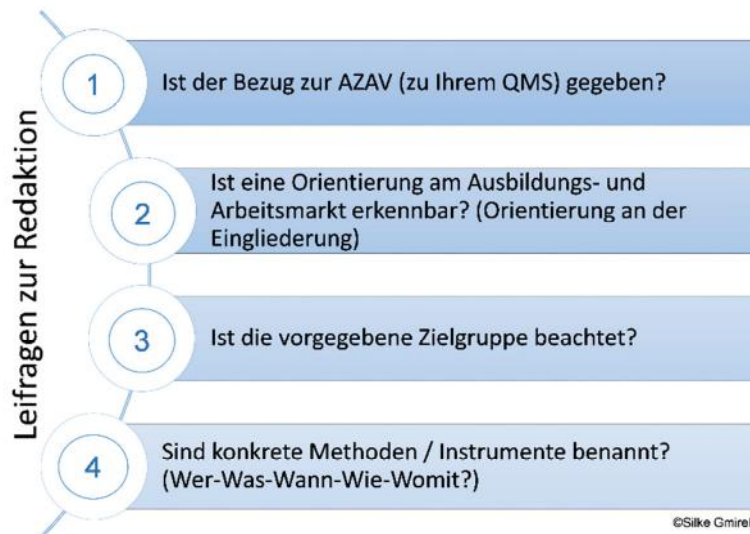 Leifragen zur Redaktion
1
Ist der Bezug zur AZAV (zu Ihrem QMS) gegeben?
2
Ist eine Orientierung am Ausbildungs- und
Arbeitsmarkt erkennbar? (Orientierung an der
Eingliederung)
3
Ist die vorgegebene Zielgruppe beachtet?
4
Sind konkrete Methoden / Instrumente benannt?
(Wer-Was-Wann-Wie-Womit?)
©Silke Gmirek